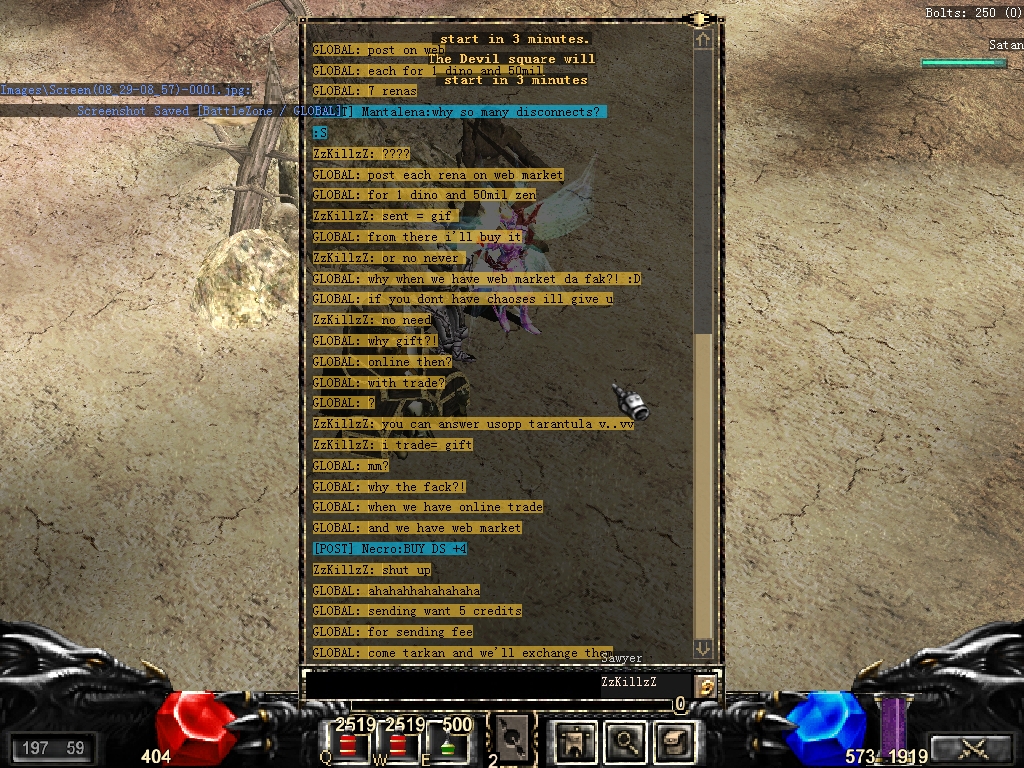 Bolts: 250 (0)
Satan
start in 3 minutes.
GLOBAL: post on web
The Devil square will
GLOBAL: each for 1 dino and 50mil
start in 3 minutes
Images\Screen(08_29-08_57)-0001.jpg:
GLOBAL: 7 renas
Screenshot Saved [BattleZone / GLOBAL]
T] Mantalena:why so many disconnects?
:S
ZzKillzZ: ????
GLOBAL: post each rena on web market
GLOBAL: for 1 dino and 50mil zen
ZzKillzZ: sent = gif
GLOBAL: from there i'll buy it
ZzKillzZ: or no never
GLOBAL: why when we have web market da fak?! :D
GLOBAL: if you dont have chaoses ill give u
ZzKillzZ: no need
GLOBAL: why gift?!
GLOBAL: online then?
GLOBAL: with trade?
GLOBAL: ?
ZzKillzZ: you can answer usopp tarantula v..vv
ZzKillzZ: i trade= gift
GLOBAL: mm?
GLOBAL: why the fack?!
GLOBAL: when we have online trade
GLOBAL: and we have web market
[POST] Necro:BUY DS +4
ZzKillzZ: shut up
GLOBAL: ahahahhahahahaha
GLOBAL: sending want 5 credits
GLOBAL: for sending fee
GLOBAL: come tarkan and we'll exchange them
Sawyer
ZzKillzZ
0
2519 2519 500
Q W E 2
197 59
404
573 1919